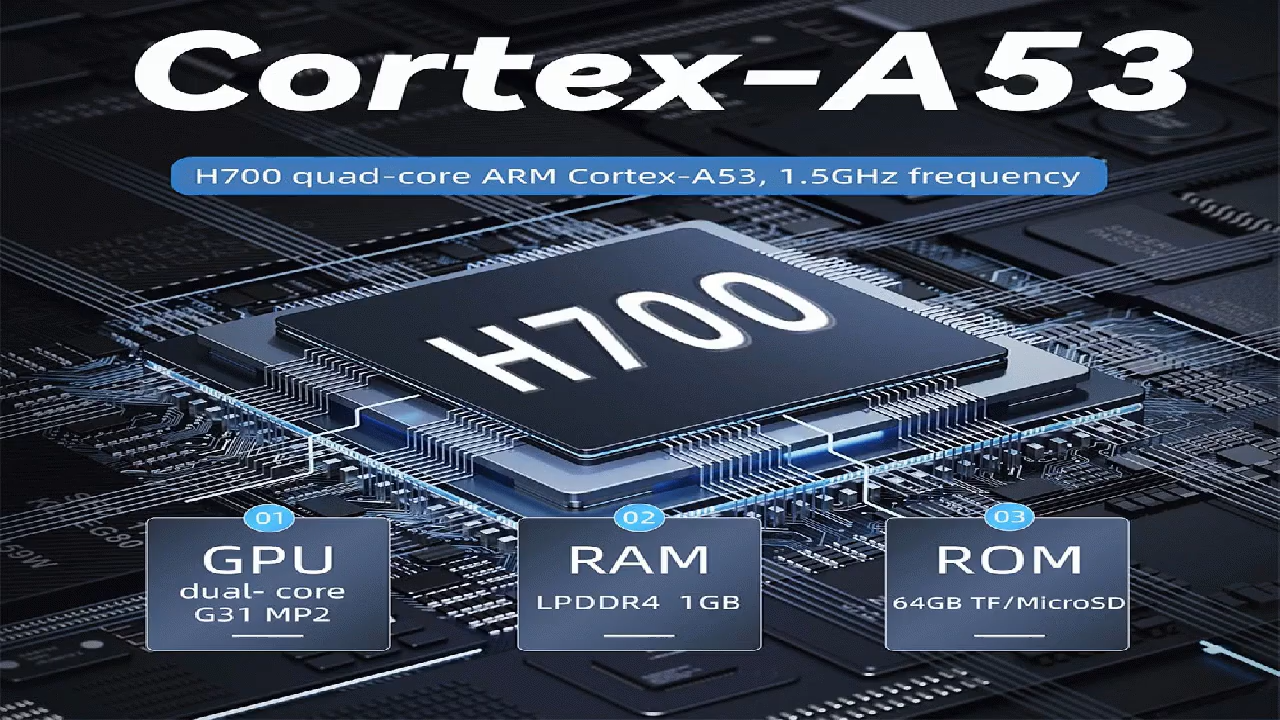 Cortex-A53
H700 quad-core ARM Cortex-A53, 1.5GHz frequency
H700
01
GPU
dual- core
G31 MP2
02
RAM
LPDDR4 1GB
03
ROM
64GB TF/MicroSD